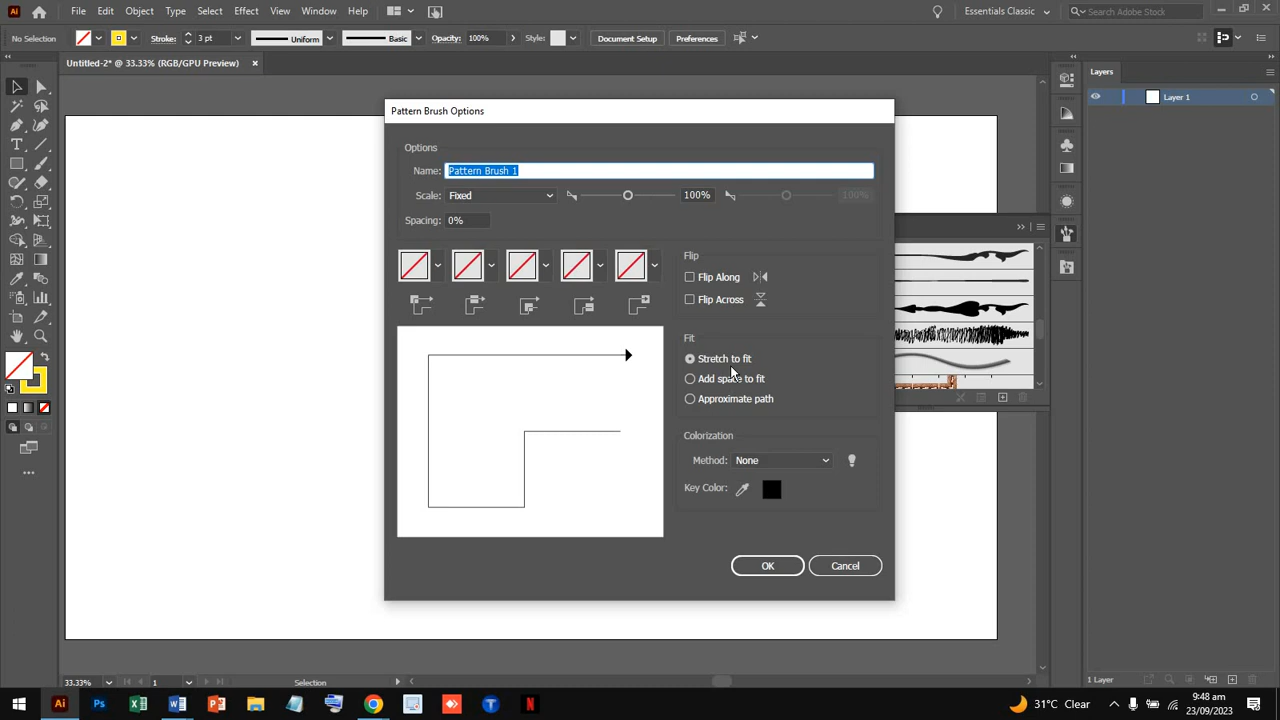 Ai File Edit Object Type Select Effect View Window Help Essentials Classic Search Adobe Stock
No Selection Stroke: 3 pt Uniform Basic Opacity: 100% Style: Document Setup Preferences
Untitled-2* @ 33.33% (RGB/GPU Preview)
Layers
Layer 1
Pattern Brush Options
Options
Name: Pattern Brush 1
Scale: Fixed 100% 100%
Spacing: 0%
Flip
Flip Along
Flip Across
Fit
Stretch to fit
Add space to fit
Approximate path
Colorization
Method: None
Key Color:
OK Cancel
33.33% 1 Selection
1 Layer
31°C Clear
9:48 am
23/09/2023